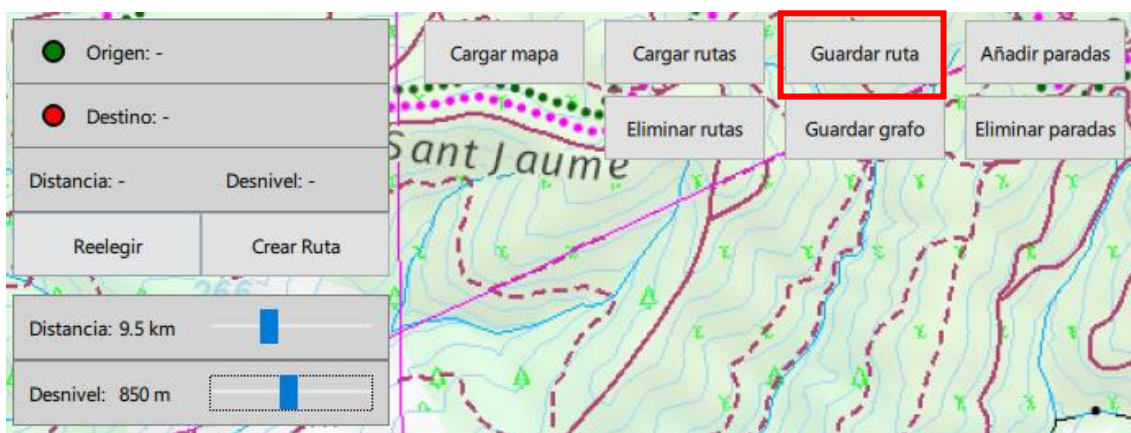 Origen: -
Destino: -
Distancia: -
Desnivel: -
Reelegir
Crear Ruta
Distancia: 9.5 km
Desnivel: 850 m
Cargar mapa
Cargar rutas
Guardar ruta
Añadir paradas
Eliminar rutas
Guardar grafo
Eliminar paradas
Sant Jaume
266